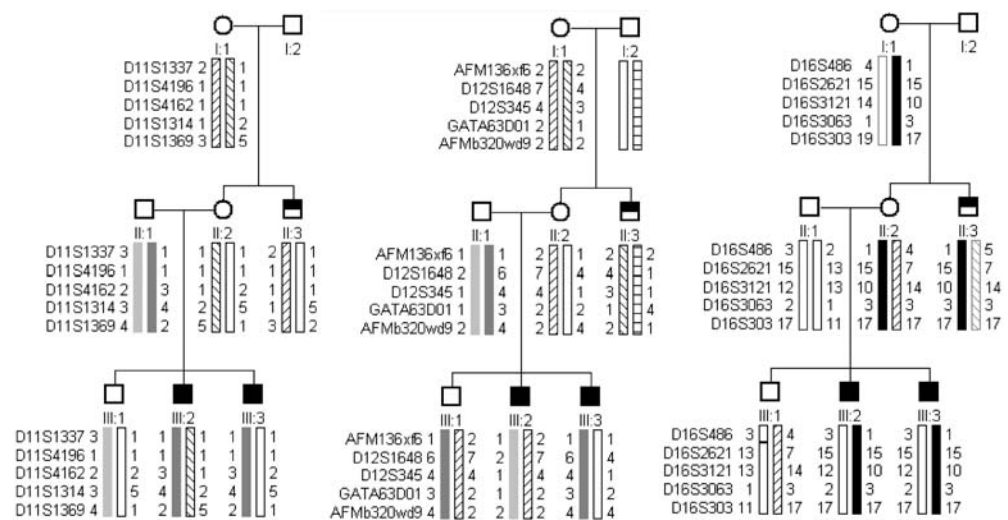 I:1 I:2
D11S1337 2 1
D11S4196 1 1
D11S4162 1 1
D11S1314 1 2
D11S1369 3 5
II:1 II:2 II:3
D11S1337 3 1 1 1 2 1
D11S4196 1 1 1 1 1 1
D11S4162 2 3 1 2 1 1
D11S1314 3 4 2 5 1 5
D11S1369 4 2 5 1 3 2
III:1 III:2 III:3
D11S1337 3 1 1 1 1 1
D11S4196 1 1 1 1 1 1
D11S4162 2 2 3 1 3 2
D11S1314 3 5 4 2 4 5
D11S1369 4 1 2 5 2 1
I:1 I:2
AFM136xf6 2 2
D12S1648 7 4
D12S345 4 3
GATA63D01 2 1
AFMb320wd9 2 2
II:1 II:2 II:3
AFM136xf6 1 1 2 1 2 2
D12S1648 2 6 7 4 4 1
D12S345 1 4 4 1 3 1
GATA63D01 1 3 2 2 1 4
AFMb320wd9 2 4 2 4 2 1
III:1 III:2 III:3
AFM136xf6 1 2 1 2 1 1
D12S1648 6 7 2 7 6 4
D12S345 4 4 1 4 4 1
GATA63D01 3 2 1 2 3 2
AFMb320wd9 4 2 2 2 4 4
I:1 I:2
D16S486 4 1
D16S2621 15 15
D16S3121 14 10
D16S3063 1 3
D16S303 19 17
II:1 II:2 II:3
D16S486 3 2 1 4 1 5
D16S2621 15 13 15 7 15 7
D16S3121 12 13 10 14 10 14
D16S3063 2 1 3 3 3 3
D16S303 17 11 17 17 17 17
III:1 III:2 III:3
D16S486 3 4 3 1 3 1
D16S2621 13 7 15 15 15 15
D16S3121 13 14 12 10 12 10
D16S3063 1 3 2 3 2 3
D16S303 11 17 17 17 17 17